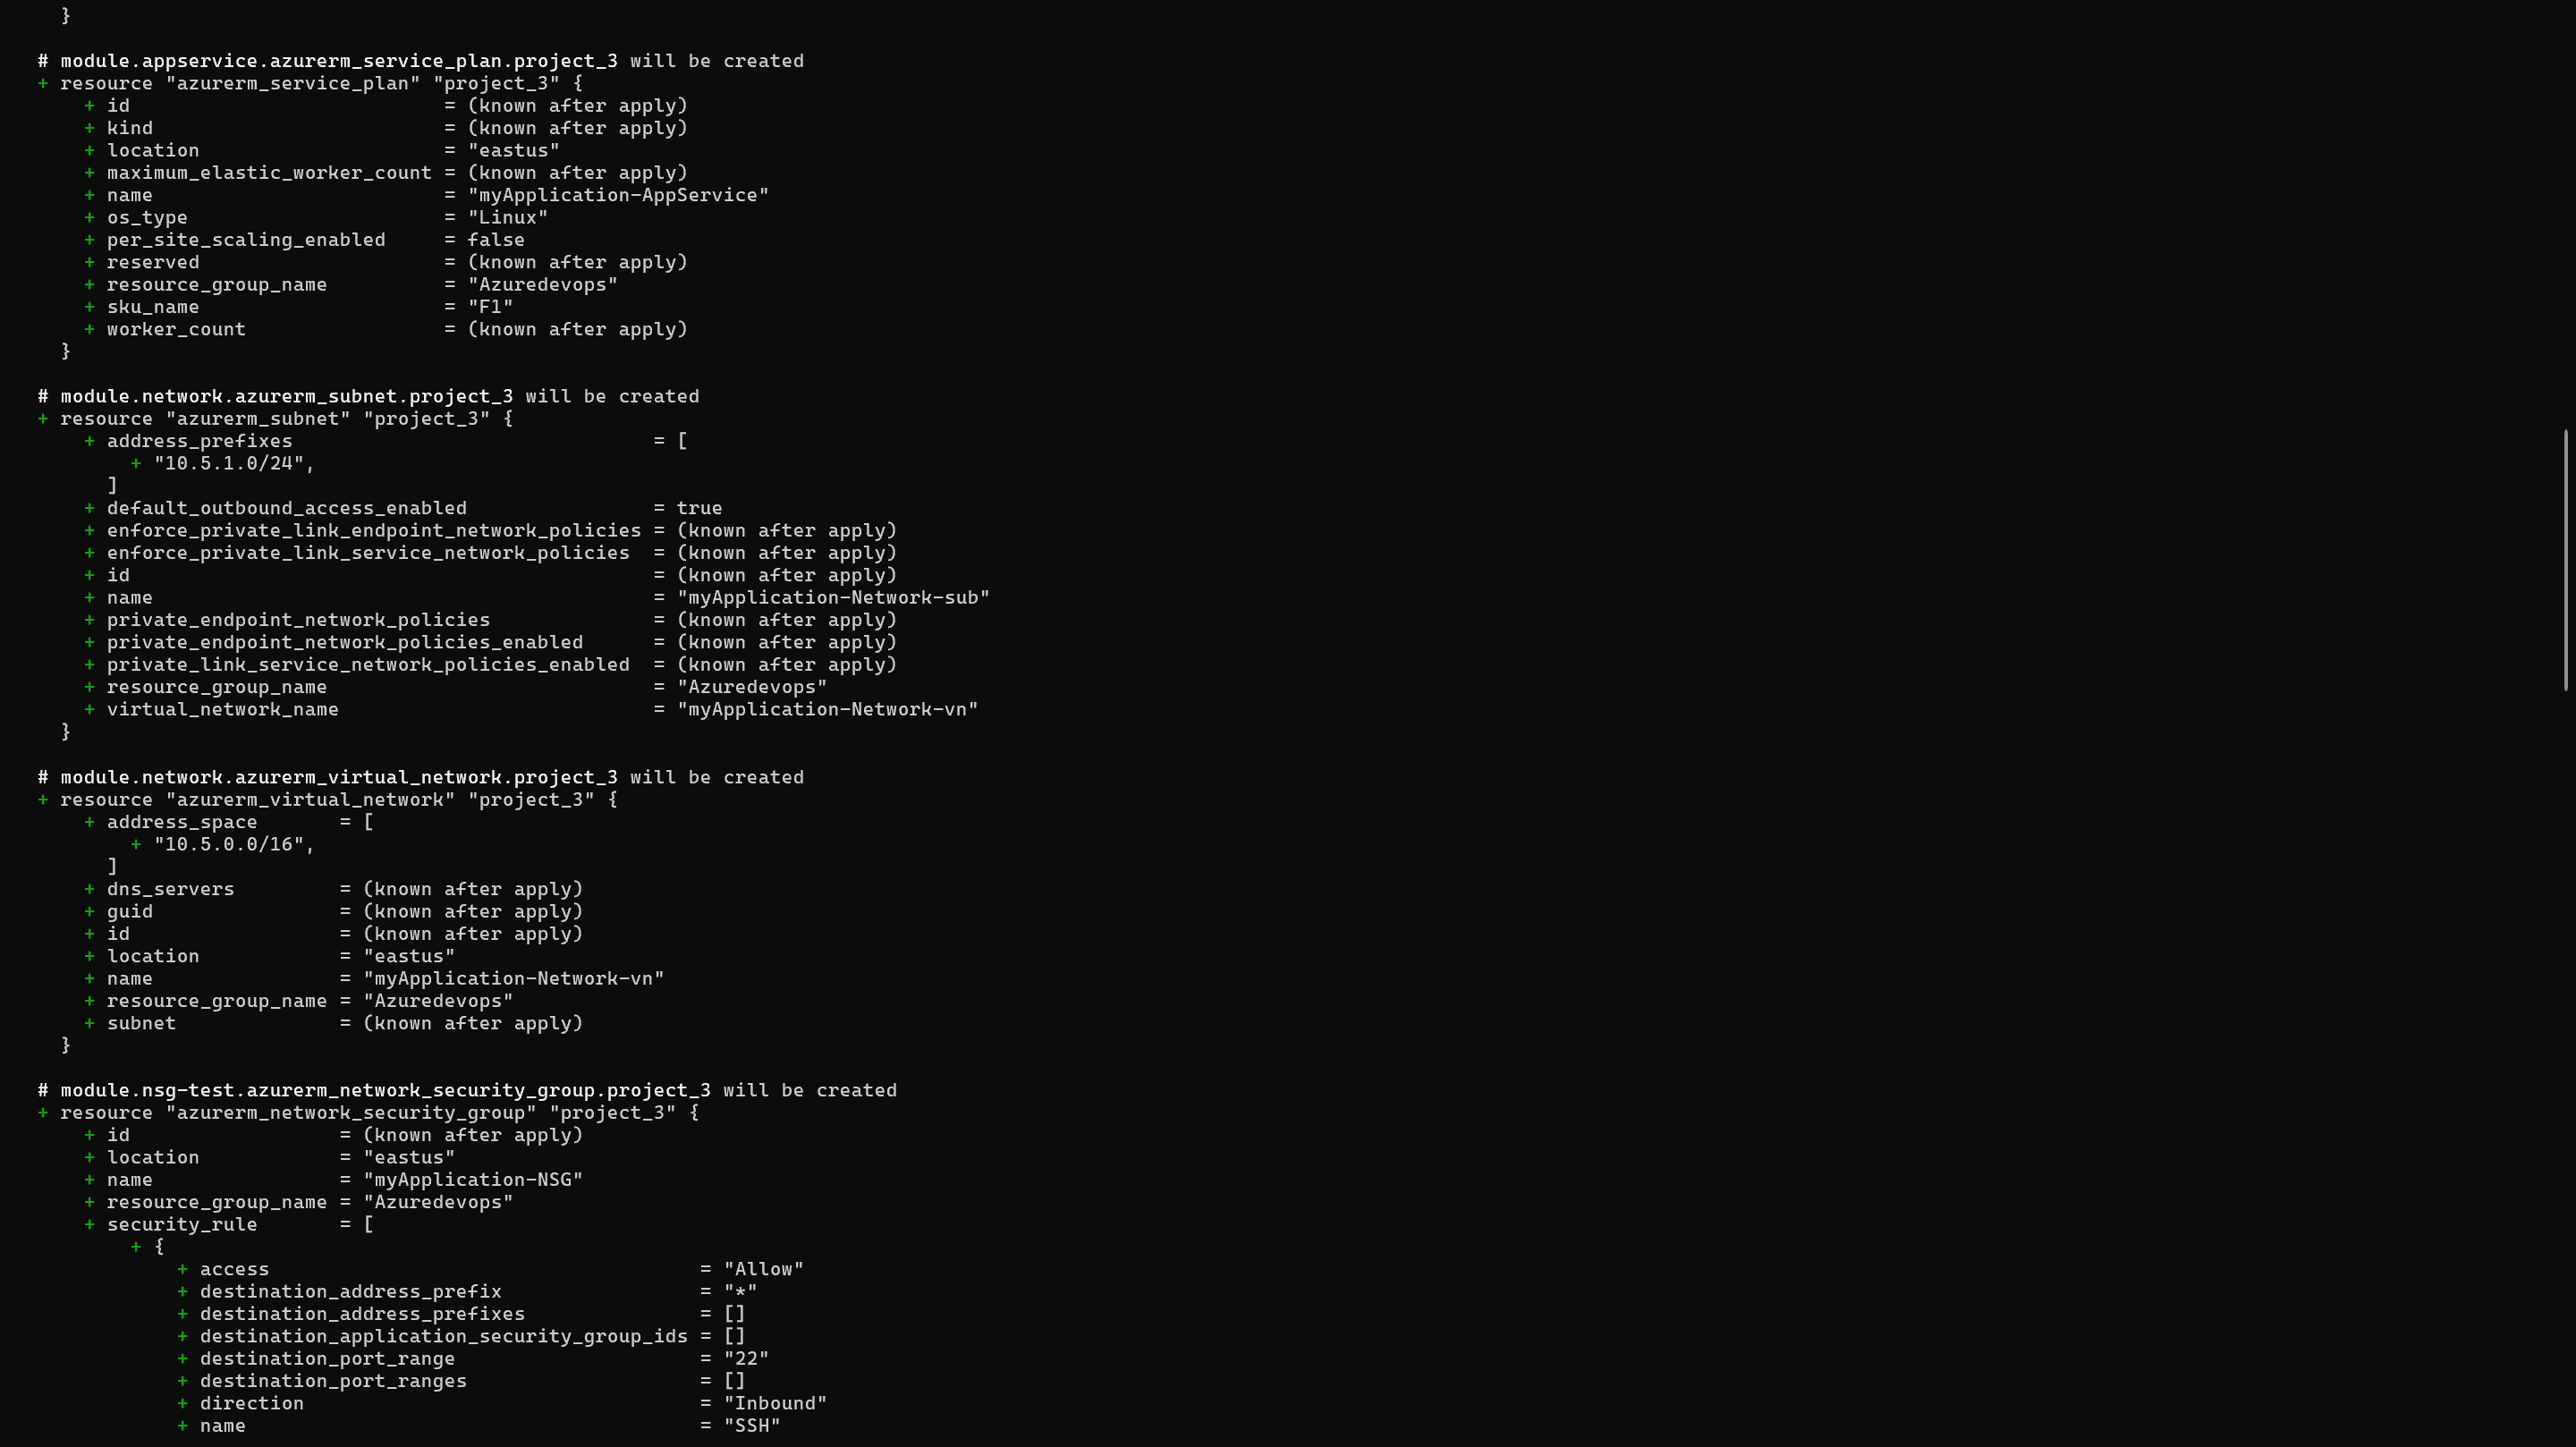 }

  # module.appservice.azurerm_service_plan.project_3 will be created
  + resource "azurerm_service_plan" "project_3" {
      + id                           = (known after apply)
      + kind                         = (known after apply)
      + location                     = "eastus"
      + maximum_elastic_worker_count = (known after apply)
      + name                         = "myApplication-AppService"
      + os_type                      = "Linux"
      + per_site_scaling_enabled     = false
      + reserved                     = (known after apply)
      + resource_group_name          = "Azuredevops"
      + sku_name                     = "F1"
      + worker_count                 = (known after apply)
    }

  # module.network.azurerm_subnet.project_3 will be created
  + resource "azurerm_subnet" "project_3" {
      + address_prefixes                               = [
          + "10.5.1.0/24",
        ]
      + default_outbound_access_enabled                = true
      + enforce_private_link_endpoint_network_policies = (known after apply)
      + enforce_private_link_service_network_policies  = (known after apply)
      + id                                             = (known after apply)
      + name                                           = "myApplication-Network-sub"
      + private_endpoint_network_policies              = (known after apply)
      + private_endpoint_network_policies_enabled      = (known after apply)
      + private_link_service_network_policies_enabled  = (known after apply)
      + resource_group_name                            = "Azuredevops"
      + virtual_network_name                           = "myApplication-Network-vn"
    }

  # module.network.azurerm_virtual_network.project_3 will be created
  + resource "azurerm_virtual_network" "project_3" {
      + address_space       = [
          + "10.5.0.0/16",
        ]
      + dns_servers         = (known after apply)
      + guid                = (known after apply)
      + id                  = (known after apply)
      + location            = "eastus"
      + name                = "myApplication-Network-vn"
      + resource_group_name = "Azuredevops"
      + subnet              = (known after apply)
    }

  # module.nsg-test.azurerm_network_security_group.project_3 will be created
  + resource "azurerm_network_security_group" "project_3" {
      + id                  = (known after apply)
      + location            = "eastus"
      + name                = "myApplication-NSG"
      + resource_group_name = "Azuredevops"
      + security_rule       = [
          + {
              + access                                     = "Allow"
              + destination_address_prefix                 = "*"
              + destination_address_prefixes               = []
              + destination_application_security_group_ids = []
              + destination_port_range                     = "22"
              + destination_port_ranges                    = []
              + direction                                  = "Inbound"
              + name                                       = "SSH"